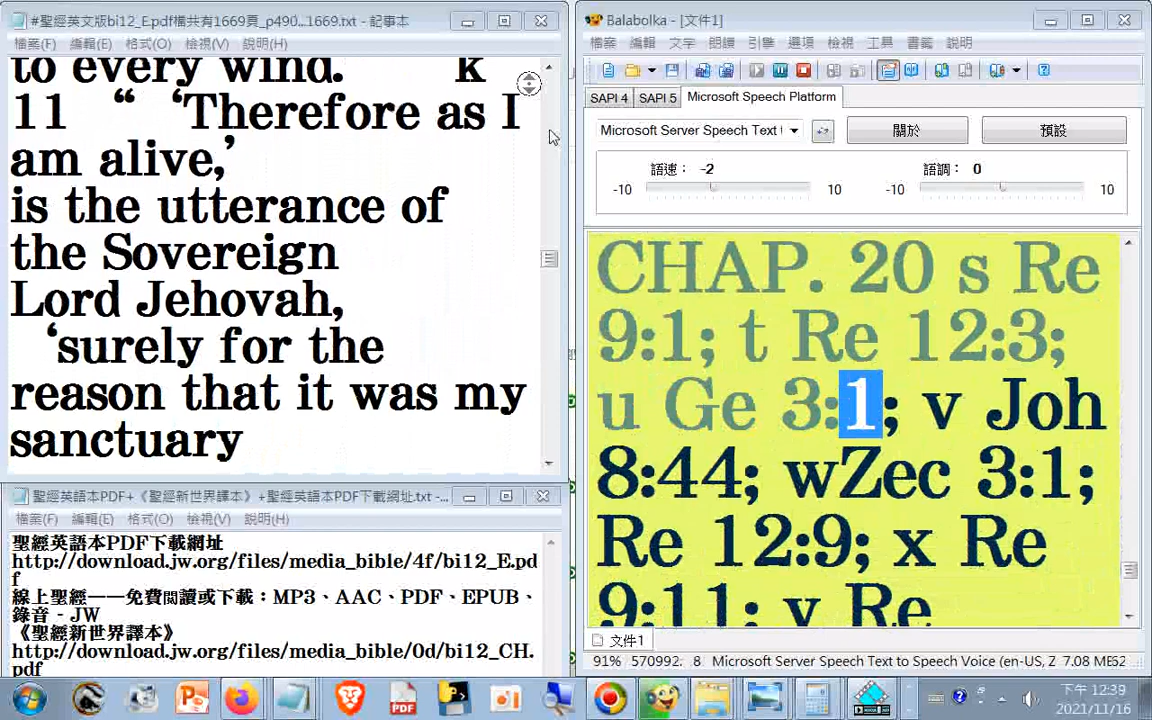 #聖經英文版bi12_E.pdf檔共有1669頁_p490...1669.txt - 記事本
檔案(F) 編輯(E) 格式(O) 檢視(V) 說明(H)
to every wind. k
11 “ ‘Therefore as I
am alive,’
is the utterance of
the Sovereign
Lord Jehovah,
‘surely for the
reason that it was my
sanctuary
聖經英語本PDF+《聖經新世界譯本》+聖經英語本PDF下載網址.txt - ...
檔案(F) 編輯(E) 格式(O) 檢視(V) 說明(H)
聖經英語本PDF下載網址
http://download.jw.org/files/media_bible/4f/bi12_E.pd
f
線上聖經——免費閱讀或下載：MP3、AAC、PDF、EPUB、
錄音 - JW
《聖經新世界譯本》
http://download.jw.org/files/media_bible/0d/bi12_CH.
pdf
Balabolka - [文件1]
檔案 編輯 文字 朗讀 引擎 選項 檢視 工具 書籤 說明
SAPI 4 SAPI 5 Microsoft Speech Platform
Microsoft Server Speech Text 關於 預設
語速： -2 語調： 0
-10 10 -10 10
CHAP. 20 s Re
9:1; t Re 12:3;
u Ge 3:1; v Joh
8:44; wZec 3:1;
Re 12:9; x Re
9:11; y Re
文件1
91% 570992. 8 Microsoft Server Speech Text to Speech Voice (en-US, Z 7.08 ME52
下午 12:39
2021/11/16